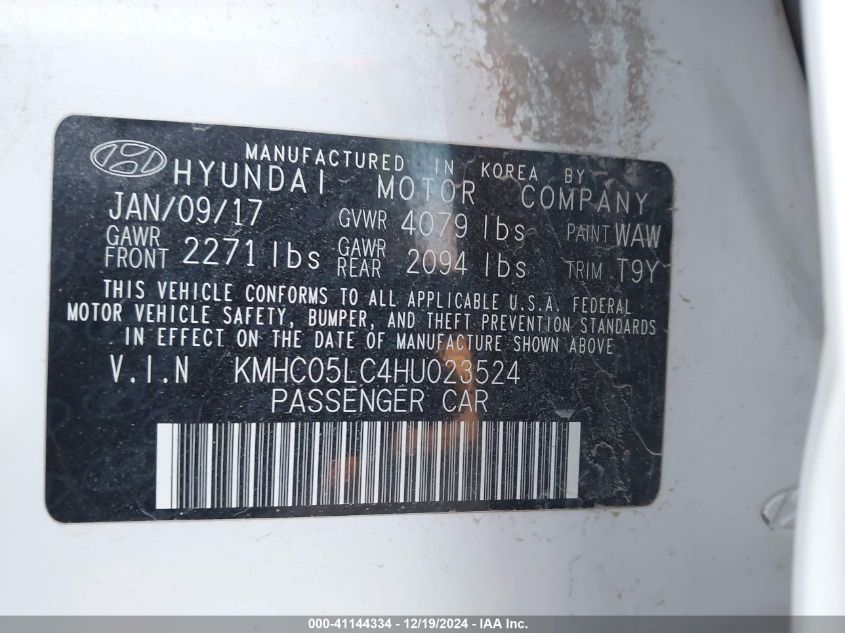 MANUFACTURED IN KOREA BY
HYUNDAI MOTOR COMPANY
JAN/09/17 GVWR 4079 lbs PAINT WAW
GAWR FRONT 2271 lbs GAWR REAR 2094 lbs TRIM T9Y
THIS VEHICLE CONFORMS TO ALL APPLICABLE U.S.A. FEDERAL
MOTOR VEHICLE SAFETY, BUMPER, AND THEFT PREVENTION STANDARDS
IN EFFECT ON THE DATE OF MANUFACTURE SHOWN ABOVE.
V.I.N KMHC05LC4HU023524
PASSENGER CAR
000-41144334 - 12/19/2024 - IAAI.com